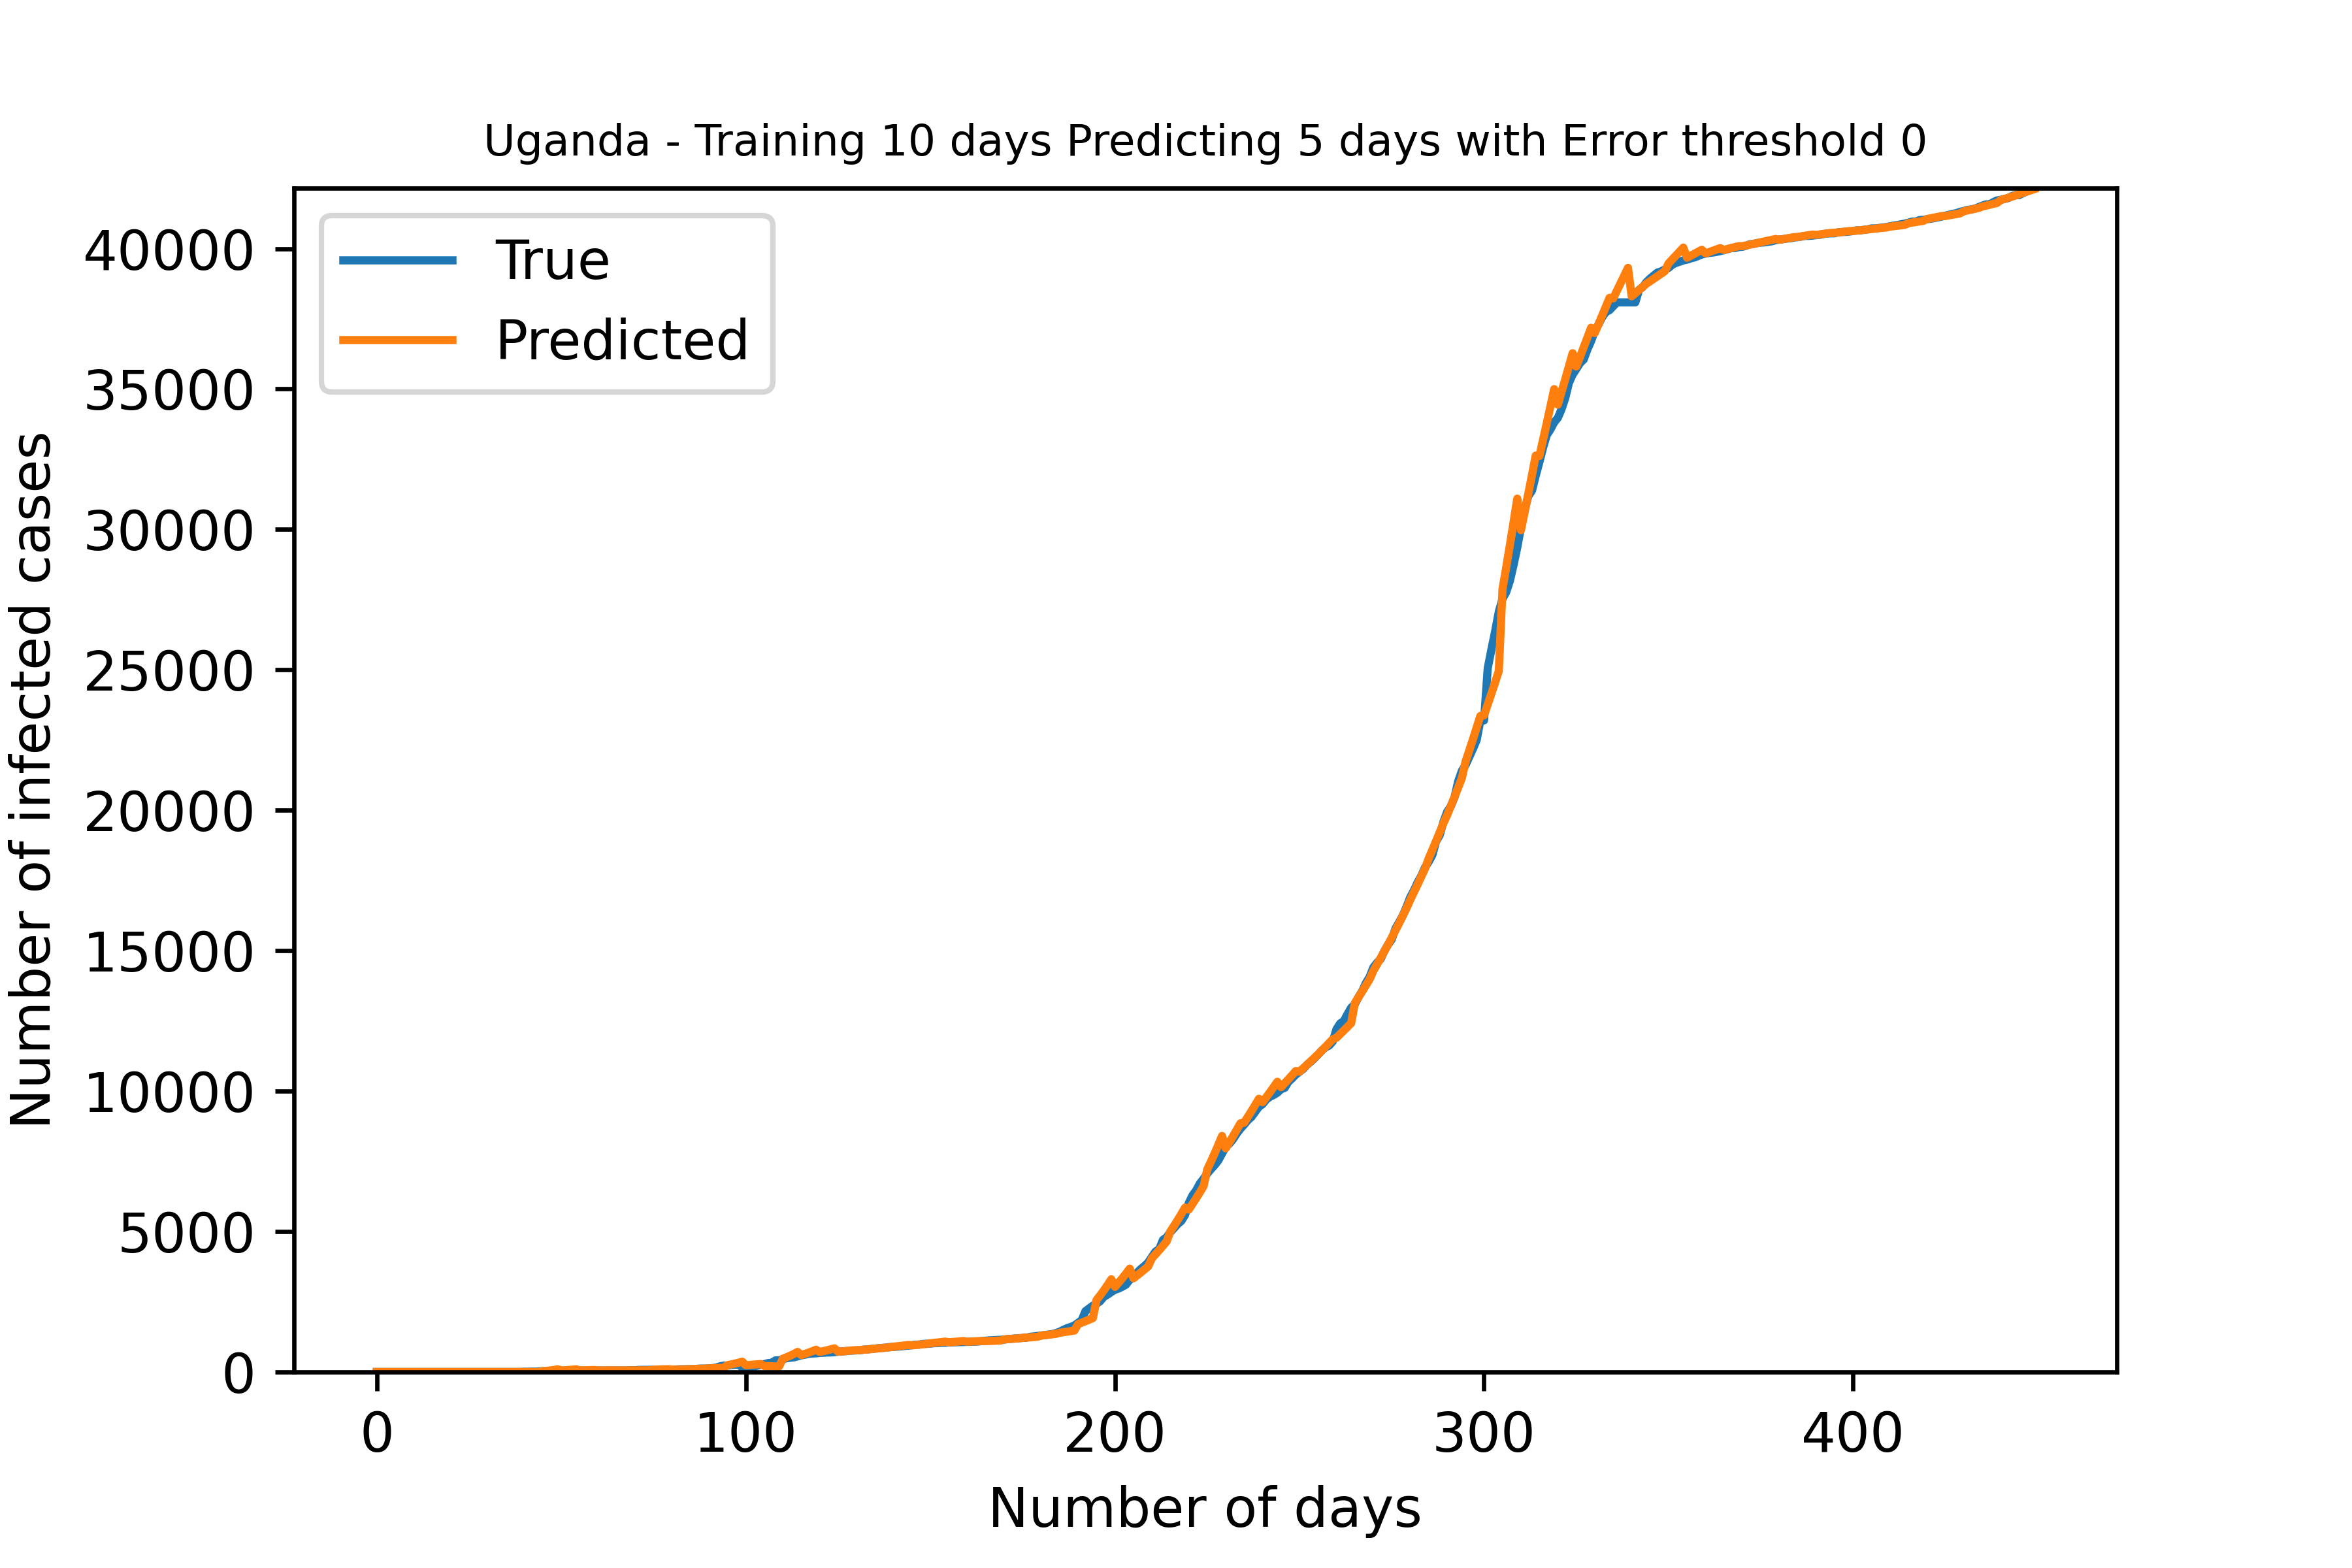 Uganda - Training 10 days Predicting 5 days with Error threshold 0
True
Predicted
40000
35000
30000
25000
20000
15000
10000
5000
0
Number of infected cases
0 100 200 300 400
Number of days